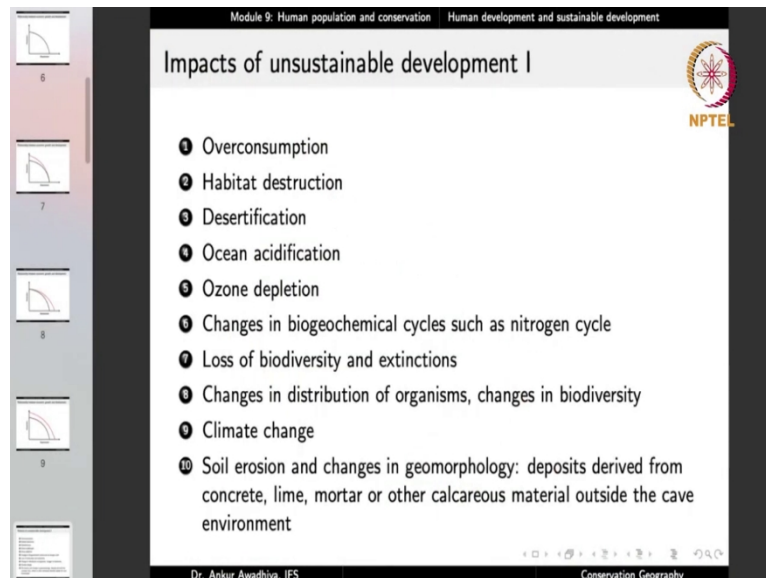 Module 9: Human population and conservation Human development and sustainable development
Impacts of unsustainable development I
NPTEL
1 Overconsumption
2 Habitat destruction
3 Desertification
4 Ocean acidification
5 Ozone depletion
6 Changes in biogeochemical cycles such as nitrogen cycle
7 Loss of biodiversity and extinctions
8 Changes in distribution of organisms, changes in biodiversity
9 Climate change
10 Soil erosion and changes in geomorphology: deposits derived from
concrete, lime, mortar or other calcareous material outside the cave
environment
Dr. Ankur Awadhiya, IFS Conservation Geography
6
7
8
9